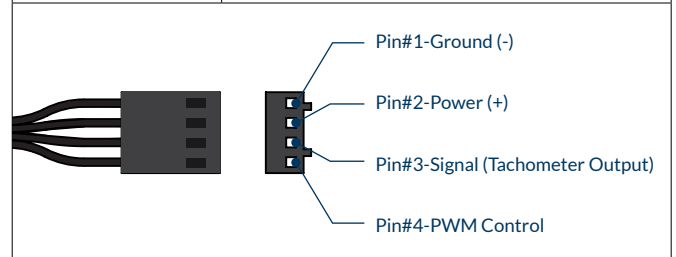 Pin#1-Ground (-)
Pin#2-Power (+)
Pin#3-Signal (Tachometer Output)
Pin#4-PWM Control